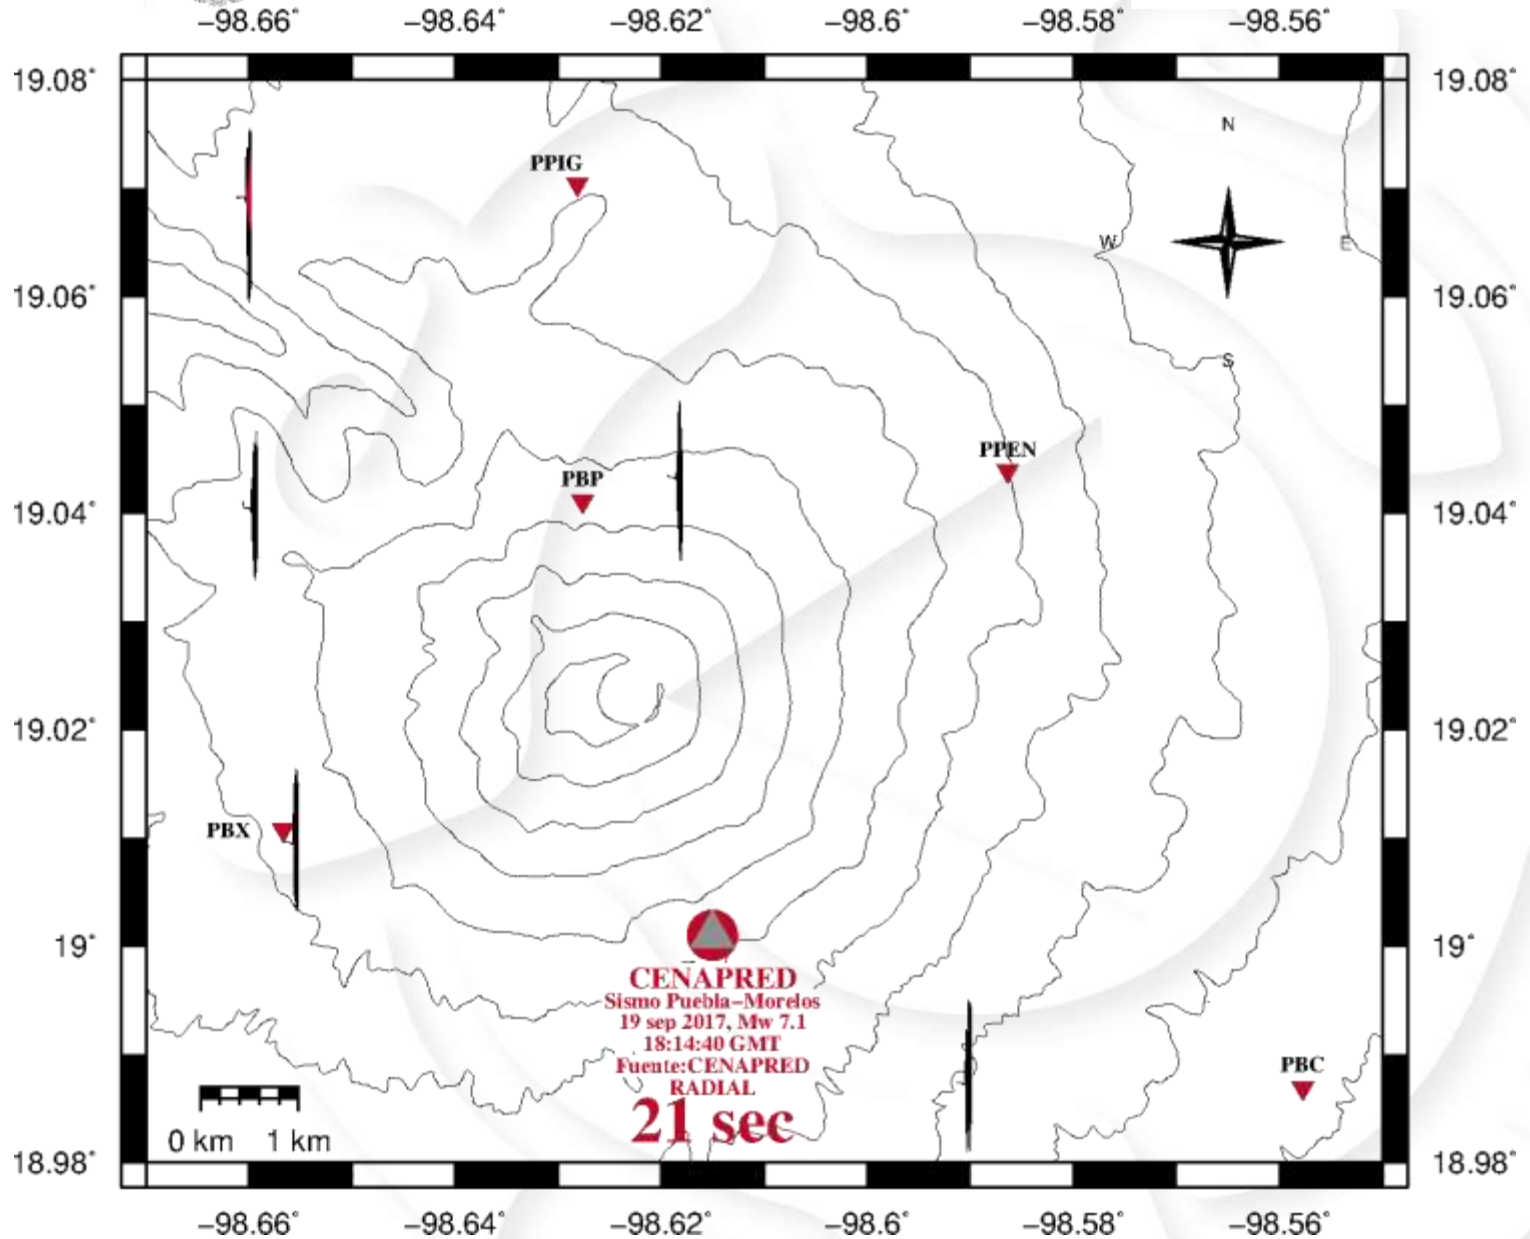 −98.66˚ −98.64˚ −98.62˚ −98.6˚ −98.58˚ −98.56˚
19.08˚ 19.08˚
N
PPIG
W E
19.06˚ 19.06˚
S
PPEN
PBP
19.04˚ 19.04˚
19.02˚ 19.02˚
PBX
19˚ 19˚
CENAPRED
Sismo Puebla−Morelos
19 sep 2017, Mw 7.1
18:14:40 GMT
Fuente:CENAPRED
RADIAL
21 sec
PBC
0 km 1 km
18.98˚ 18.98˚
−98.66˚ −98.64˚ −98.62˚ −98.6˚ −98.58˚ −98.56˚